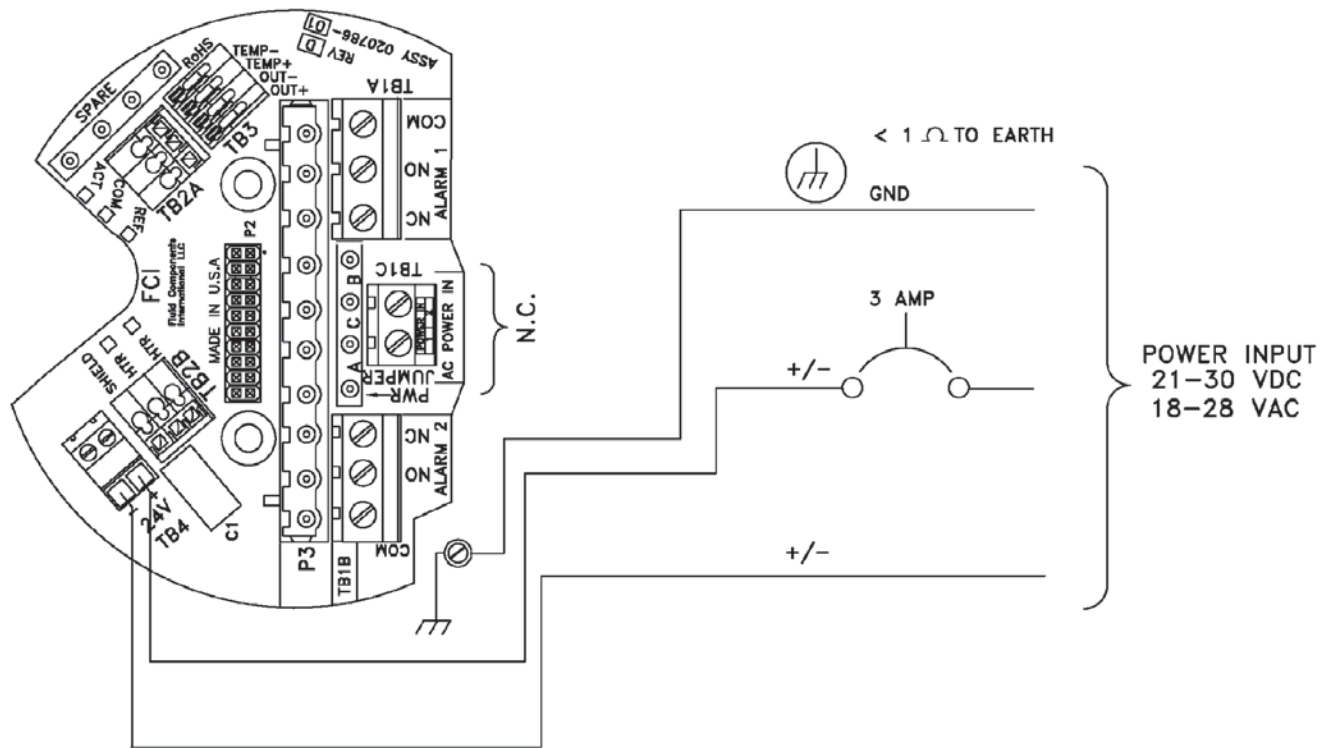 ASSY 020786-
01
REV
D
SPARE
RoHS
TEMP-
TEMP+
OUT-
OUT+
TB3
TB2A
ACT
COM
REF
P2
FCI
Fluid Components
International LLC
MADE IN U.S.A
SHIELD
HTR
HTR
TB2B
+
-
24V
TB4
C1
P3
TB1A
COM
NO
NC
ALARM 1
B
C
A
TB1C
POWER IN
AC POWER IN
PWR
JUMPER
N.C.
NC
NO
COM
ALARM 2
TB1B
< 1 Ω TO EARTH
GND
3 AMP
+/-
+/-
POWER INPUT
21-30 VDC
18-28 VAC